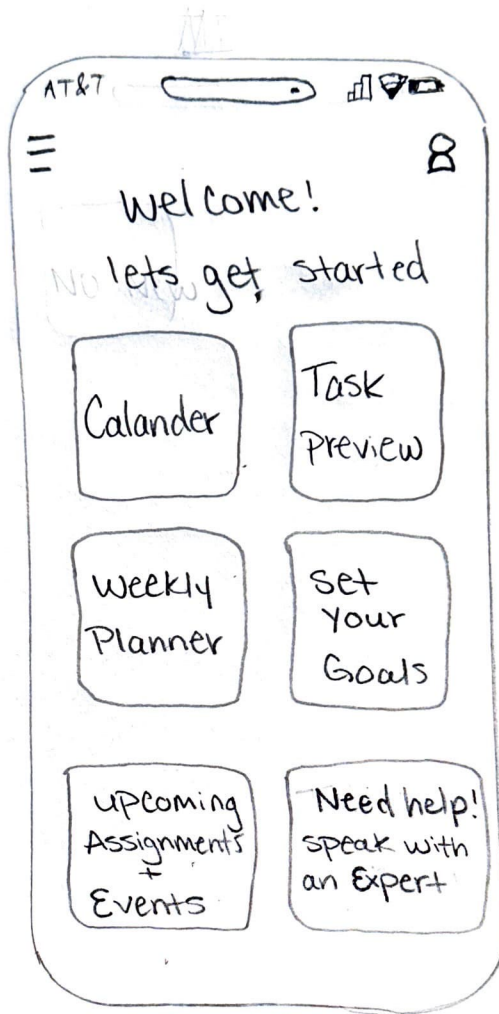 AT&T
Welcome!
lets get started
Calander
Task
Preview
Weekly
Planner
Set
Your
Goals
Upcoming
Assignments
+
Events
Need help!
speak with
an Expert